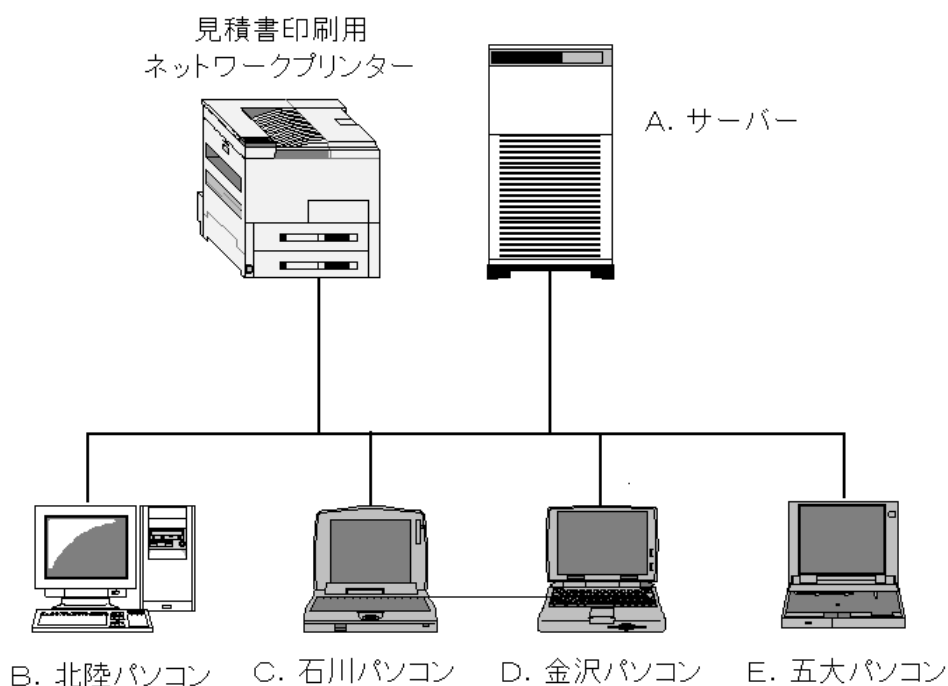 見積書印刷用
ネットワークプリンター
A. サーバー
B. 北陸パソコン
C. 石川パソコン
D. 金沢パソコン
E. 五大パソコン